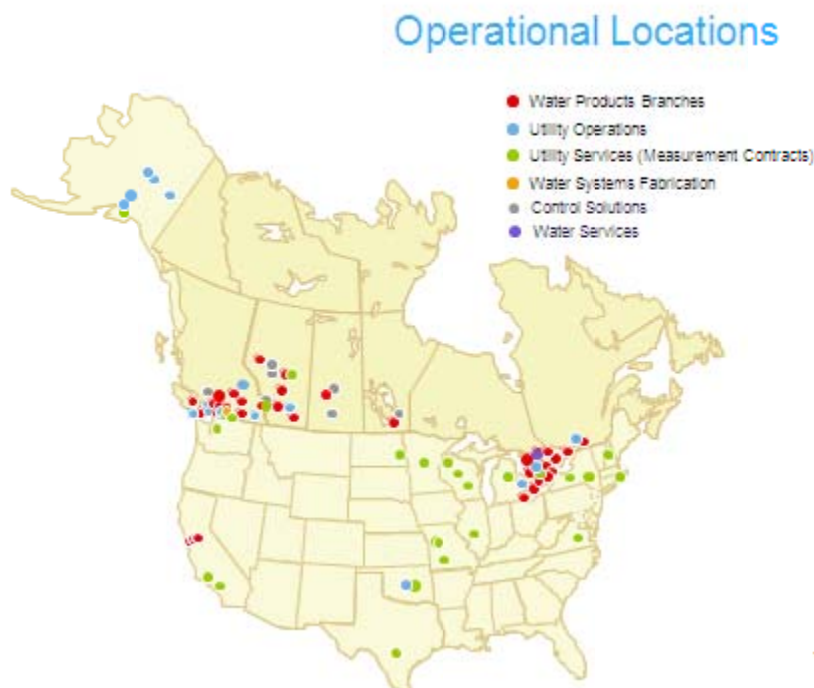 Operational Locations
Water Products Branches
Utility Operations
Utility Services (Measurement Contracts)
Water Systems Fabrication
Control Solutions
Water Services